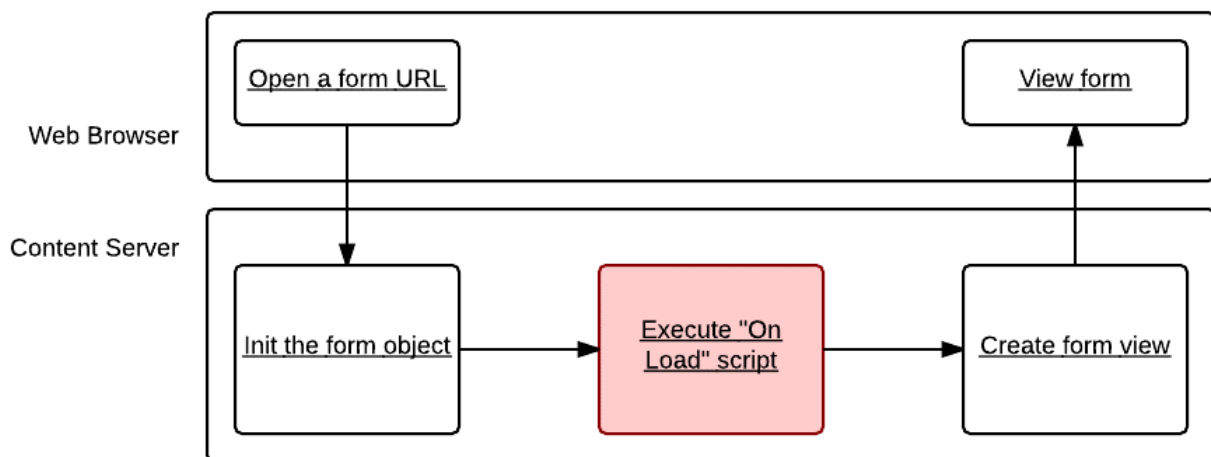 Open a form URL
View form
Web Browser
Content Server
Init the form object
Execute "On
Load" script
Create form view